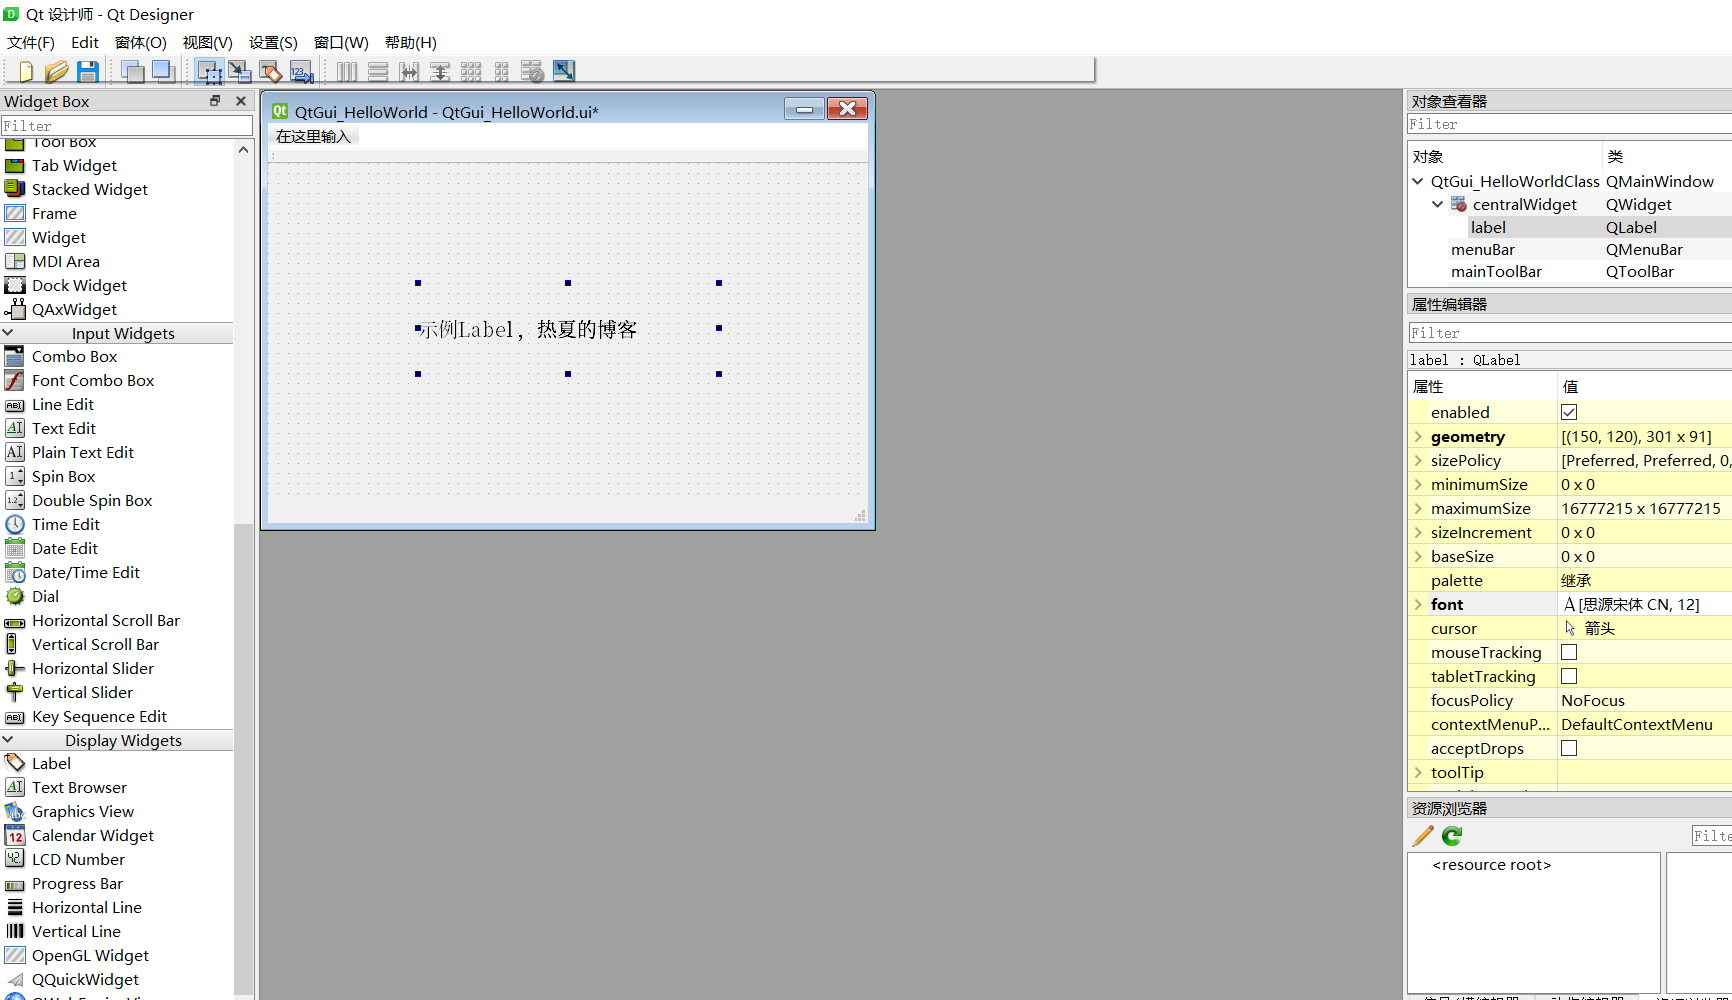 Qt 设计师 - Qt Designer
文件(F) Edit 窗体(O) 视图(V) 设置(S) 窗口(W) 帮助(H)
Widget Box
Filter
Tool Box
Tab Widget
Stacked Widget
Frame
Widget
MDI Area
Dock Widget
QAxWidget
Input Widgets
Combo Box
Font Combo Box
Line Edit
Text Edit
Plain Text Edit
Spin Box
Double Spin Box
Time Edit
Date Edit
Date/Time Edit
Dial
Horizontal Scroll Bar
Vertical Scroll Bar
Horizontal Slider
Vertical Slider
Key Sequence Edit
Display Widgets
Label
Text Browser
Graphics View
Calendar Widget
LCD Number
Progress Bar
Horizontal Line
Vertical Line
OpenGL Widget
QQuickWidget
QtGui_HelloWorld - QtGui_HelloWorld.ui*
在这里输入
示例Label，热夏的博客
对象查看器
Filter
对象 类
QtGui_HelloWorldClass QMainWindow
centralWidget QWidget
label QLabel
menuBar QMenuBar
mainToolBar QToolBar
属性编辑器
Filter
label : QLabel
属性 值
enabled
geometry [(150, 120), 301 x 91]
sizePolicy [Preferred, Preferred, 0,
minimumSize 0 x 0
maximumSize 16777215 x 16777215
sizeIncrement 0 x 0
baseSize 0 x 0
palette 继承
font A [思源宋体 CN, 12]
cursor 箭头
mouseTracking
tabletTracking
focusPolicy NoFocus
contextMenuP... DefaultContextMenu
acceptDrops
toolTip
资源浏览器
Filte
<resource root>